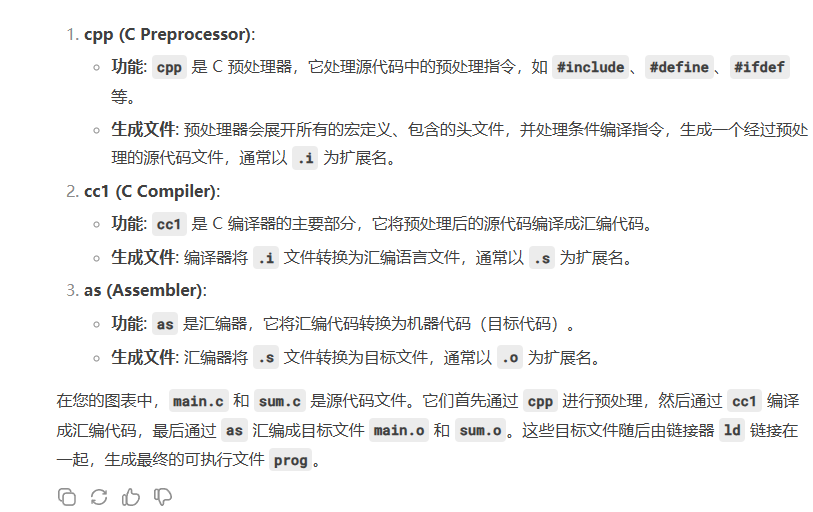 1. cpp (C Preprocessor):
功能: cpp 是 C 预处理器，它处理源代码中的预处理指令，如 #include、#define、#ifdef
等。
生成文件: 预处理器会展开所有的宏定义、包含的头文件，并处理条件编译指令，生成一个经过预处
理的源代码文件，通常以 .i 为扩展名。
2. cc1 (C Compiler):
功能: cc1 是 C 编译器的主要部分，它将预处理后的源代码编译成汇编代码。
生成文件: 编译器将 .i 文件转换为汇编语言文件，通常以 .s 为扩展名。
3. as (Assembler):
功能: as 是汇编器，它将汇编代码转换为机器代码（目标代码）。
生成文件: 汇编器将 .s 文件转换为目标文件，通常以 .o 为扩展名。
在您的图表中， main.c 和 sum.c 是源代码文件。它们首先通过 cpp 进行预处理，然后通过 cc1 编译
成汇编代码，最后通过 as 汇编成目标文件 main.o 和 sum.o。这些目标文件随后由链接器 ld 链接在
一起，生成最终的可执行文件 prog。